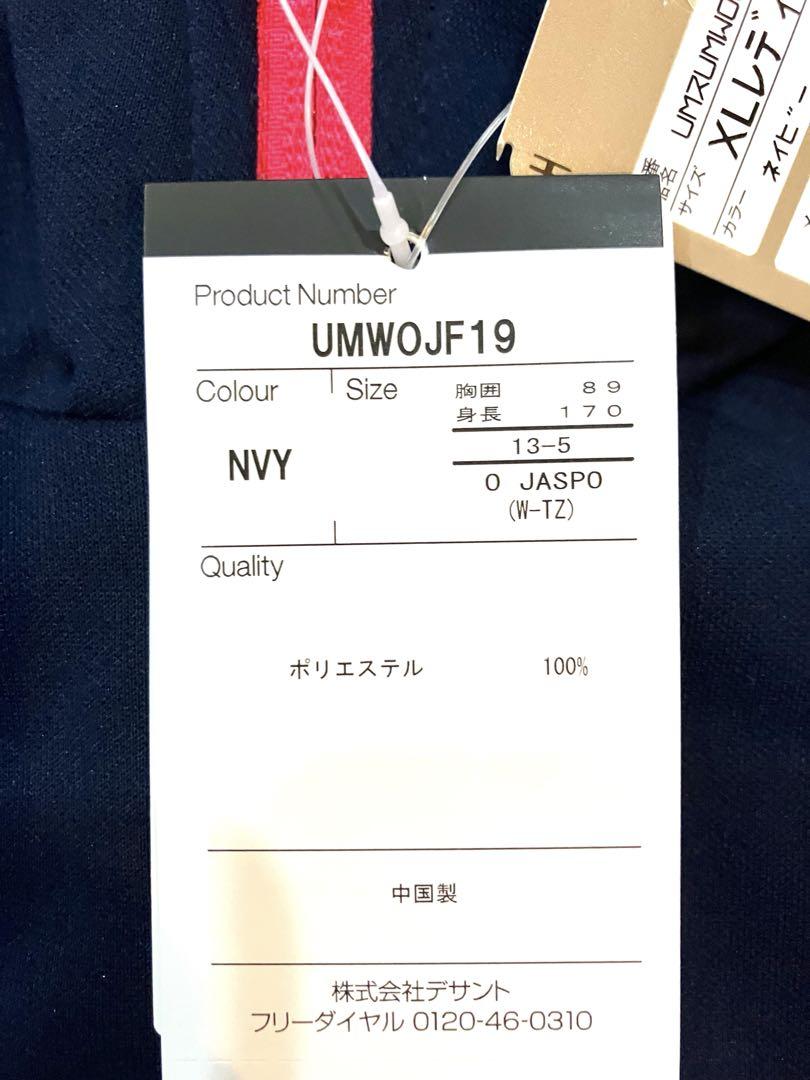 UMZUMWO
XLレディ
サイズ
ネイビー
カラー
H
Product Number
UMWOJF19
Colour
Size
胸囲 89
身長 170
NVY
13-5
O JASPO
(W-TZ)
Quality
ポリエステル 100%
中国製
株式会社デサント
フリーダイヤル 0120-46-0310